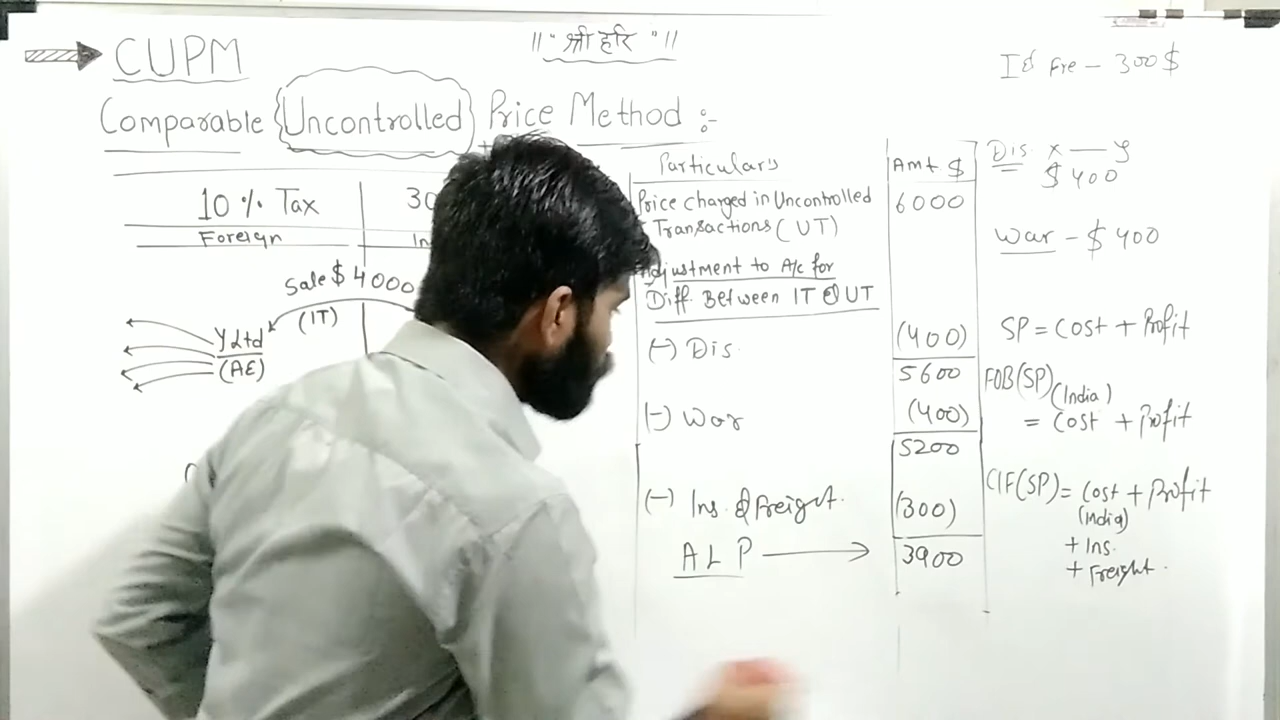 CUPM
॥ " श्री हरि " ॥
I & Fre – 300 $
Comparable Uncontrolled Price Method :-
10 % Tax
30
Foreign
In
Sale $ 4000
(IT)
Y Ltd
(AE)
Particulars
Amt $
Price charged in Uncontrolled
Transactions (UT)
6000
Adjustment to A/c for
Diff. Between IT & UT
(-) Dis.
(400)
5600
(-) War
(400)
5200
(-) Ins. & Freight.
(300)
ALP
3900
Dis x — y
$ 400
War - $ 400
SP = Cost + Profit
FOB(SP) (India)
= Cost + Profit
CIF(SP) = Cost + Profit
(India)
+ Ins.
+ Freight.